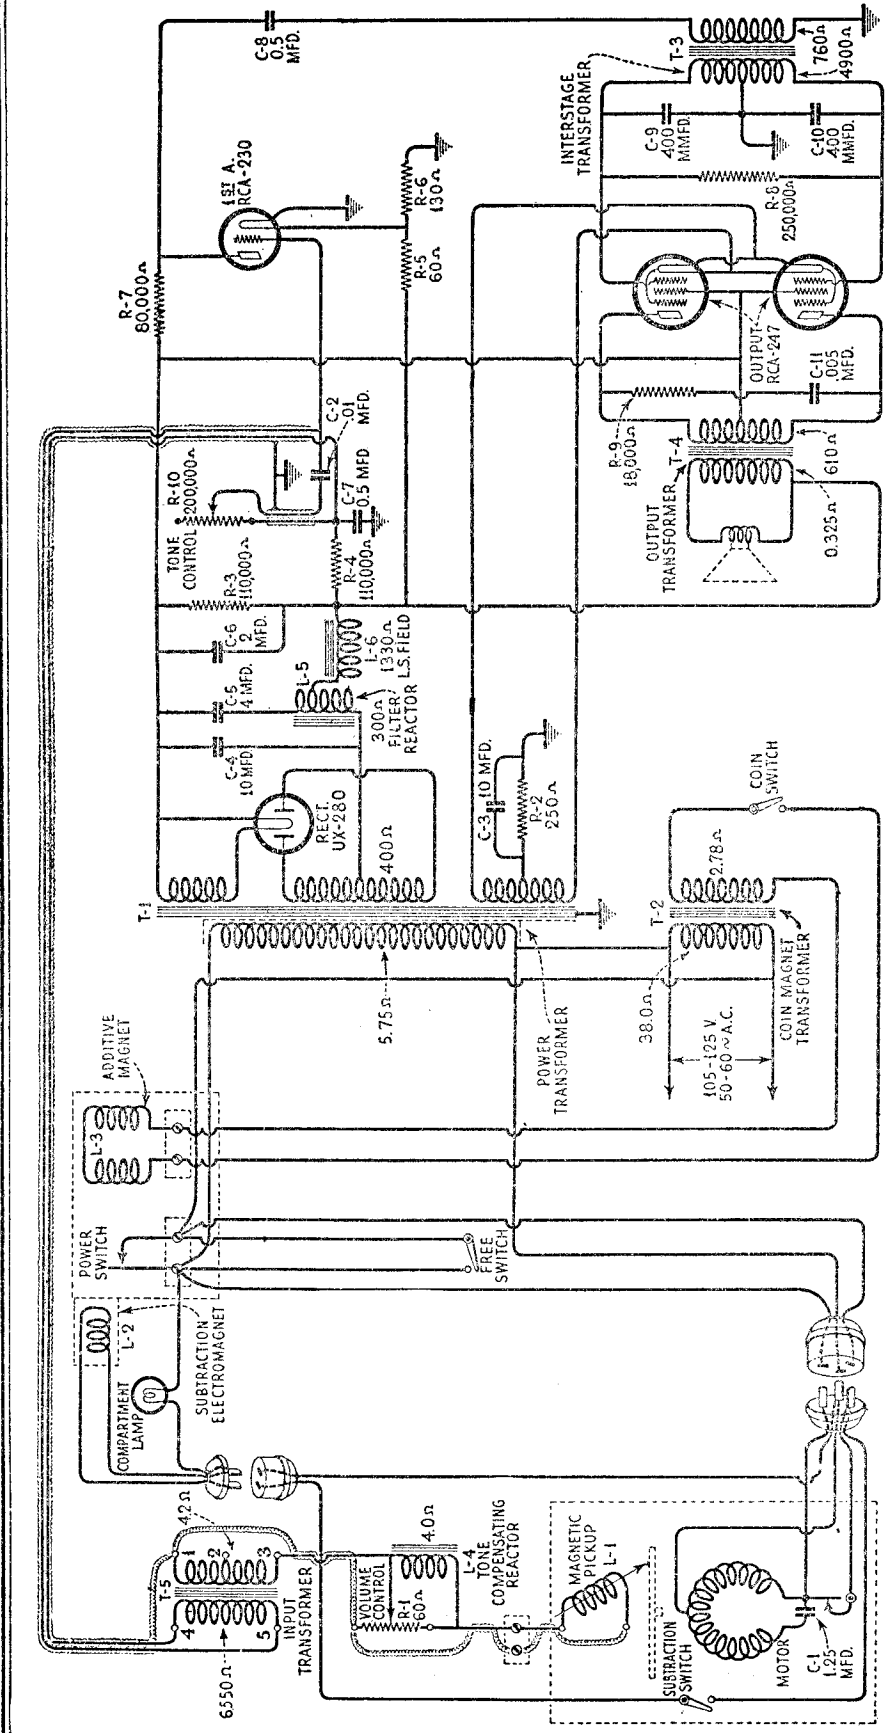 C-8
0.5
MFD.
R-7
80,000Ω
1ST A.
RCA-230
R-6
130Ω
R-5
60Ω
T-3
760Ω
4900Ω
INTERSTAGE
TRANSFORMER
C-9
400
MMFD.
C-10
400
MMFD.
R-8
250,000Ω
OUTPUT
RCA-247
C-11
.005
MFD.
R-9
18,000Ω
T-4
OUTPUT
TRANSFORMER
610Ω
0.325Ω
R-10
200,000Ω
TONE
CONTROL
C-2
.01
MFD.
C-7
0.5 MFD
R-3
110,000Ω
R-4
110,000Ω
C-6
2
MFD.
C-5
4 MFD.
C-4
10 MFD.
L-5
L-6
1330Ω
L.S. FIELD
300Ω
FILTER
REACTOR
RECT.
UX-280
400Ω
T-1
5.75Ω
POWER
TRANSFORMER
C-3
10 MFD.
R-2
250Ω
COIN
SWITCH
2.78Ω
T-2
38.0Ω
COIN MAGNET
TRANSFORMER
105-125 V.
50-60~A.C.
ADDITIVE
MAGNET
L-3
POWER
SWITCH
FREE
SWITCH
L-2
SUBTRACTION
ELECTROMAGNET
COMPARTMENT
LAMP
42Ω
T-5
1
2
3
4
5
6550Ω
INPUT
TRANSFORMER
VOLUME
CONTROL
R-1
60Ω
4.0Ω
L-4
TONE
COMPENSATING
REACTOR
MAGNETIC
PICKUP
L-1
SUBTRACTION
SWITCH
MOTOR
C-1
1.25
MFD.